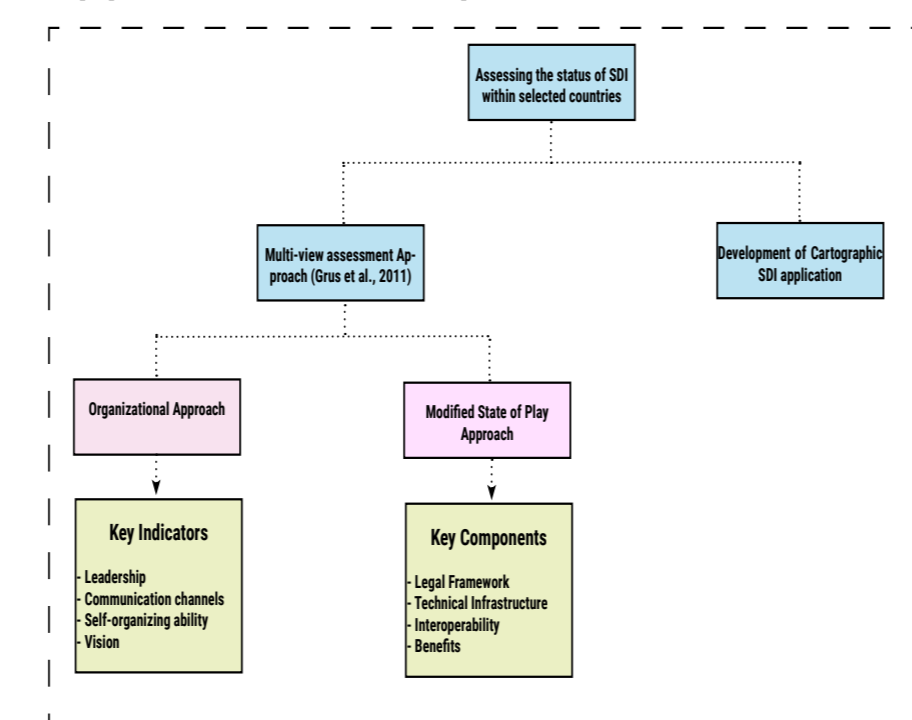 Assessing the status of SDI
within selected countries
Multi-view assessment Ap-
proach (Grus et al., 2011)
Development of Cartographic
SDI application
Organizational Approach
Modified State of Play
Approach
Key Indicators
- Leadership
- Communication channels
- Self-organizing ability
- Vision
Key Components
- Legal Framework
- Technical Infrastructure
- Interoperability
- Benefits